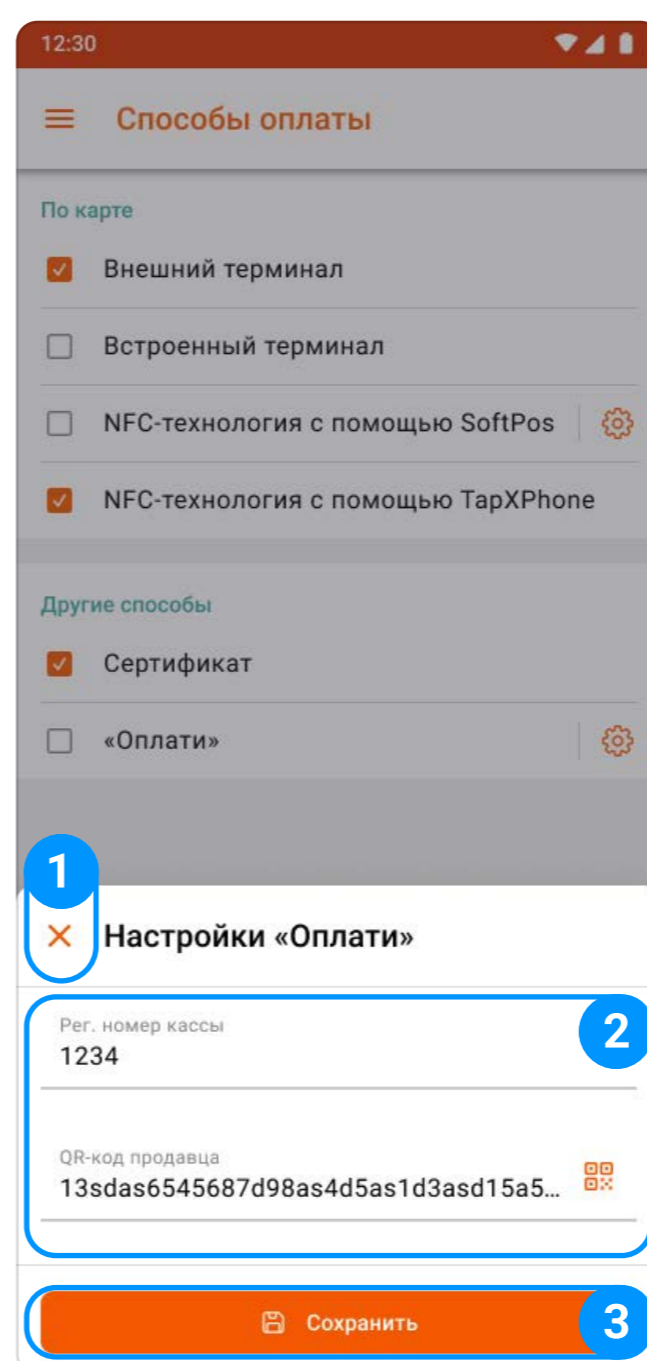 12:30
Способы оплаты
По карте
Внешний терминал
Встроенный терминал
NFC-технология с помощью SoftPos
NFC-технология с помощью TapXPhone
Другие способы
Сертификат
«Оплати»
1
Настройки «Оплати»
Рег. номер кассы
2
1234
QR-код продавца
13sdas6545687d98as4d5as1d3asd15a5...
Сохранить
3